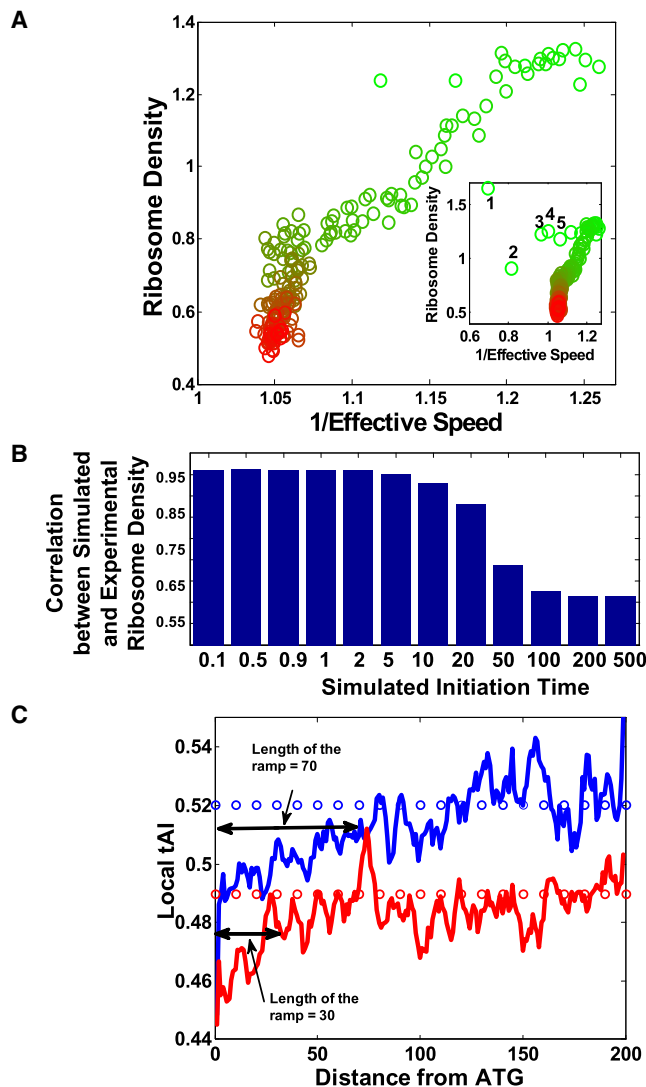 A
Ribosome Density
1.4
1.2
1
0.8
0.6
0.4
1
1.05
1.1
1.15
1.2
1.25
1/Effective Speed
Ribosome Density
1.5
1
0.5
1
2
3
4
5
0.6
0.8
1
1.2
1/Effective Speed
B
Correlation
between Simulated
and Experimental
Ribosome Density
0.95
0.85
0.75
0.65
0.55
0.1 0.5 0.9 1 2 5 10 20 50 100 200 500
Simulated Initiation Time
C
Local tAI
0.54
0.52
0.5
0.48
0.46
0.44
Length of the
ramp = 70
Length of the
ramp = 30
0 50 100 150 200
Distance from ATG